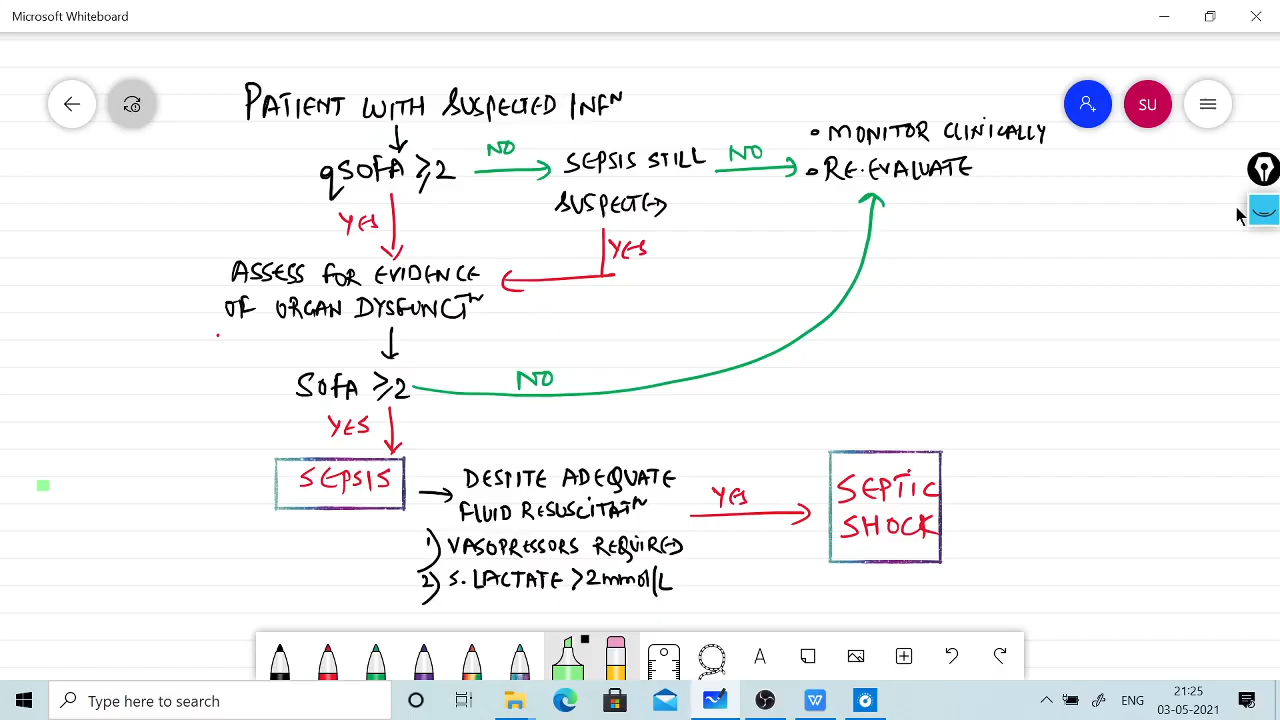 Microsoft Whiteboard
PATIENT WITH SUSPECTED INFN
qSOFA ≥2
NO
SEPSIS STILL
SUSPECTED
NO
• MONITOR CLINICALLY
• RE-EVALUATE
SU
YES
YES
ASSESS FOR EVIDENCE
OF ORGAN DYSFUNCTN
SOFA ≥2
NO
YES
SEPSIS
DESPITE ADEQUATE
FLUID RESUSCITATN
1) VASOPRESSORS REQUIRED
2) S. LACTATE >2mmol/L
YES
SEPTIC
SHOCK
A
Type here to search
ENG
21:25
03-05-2021